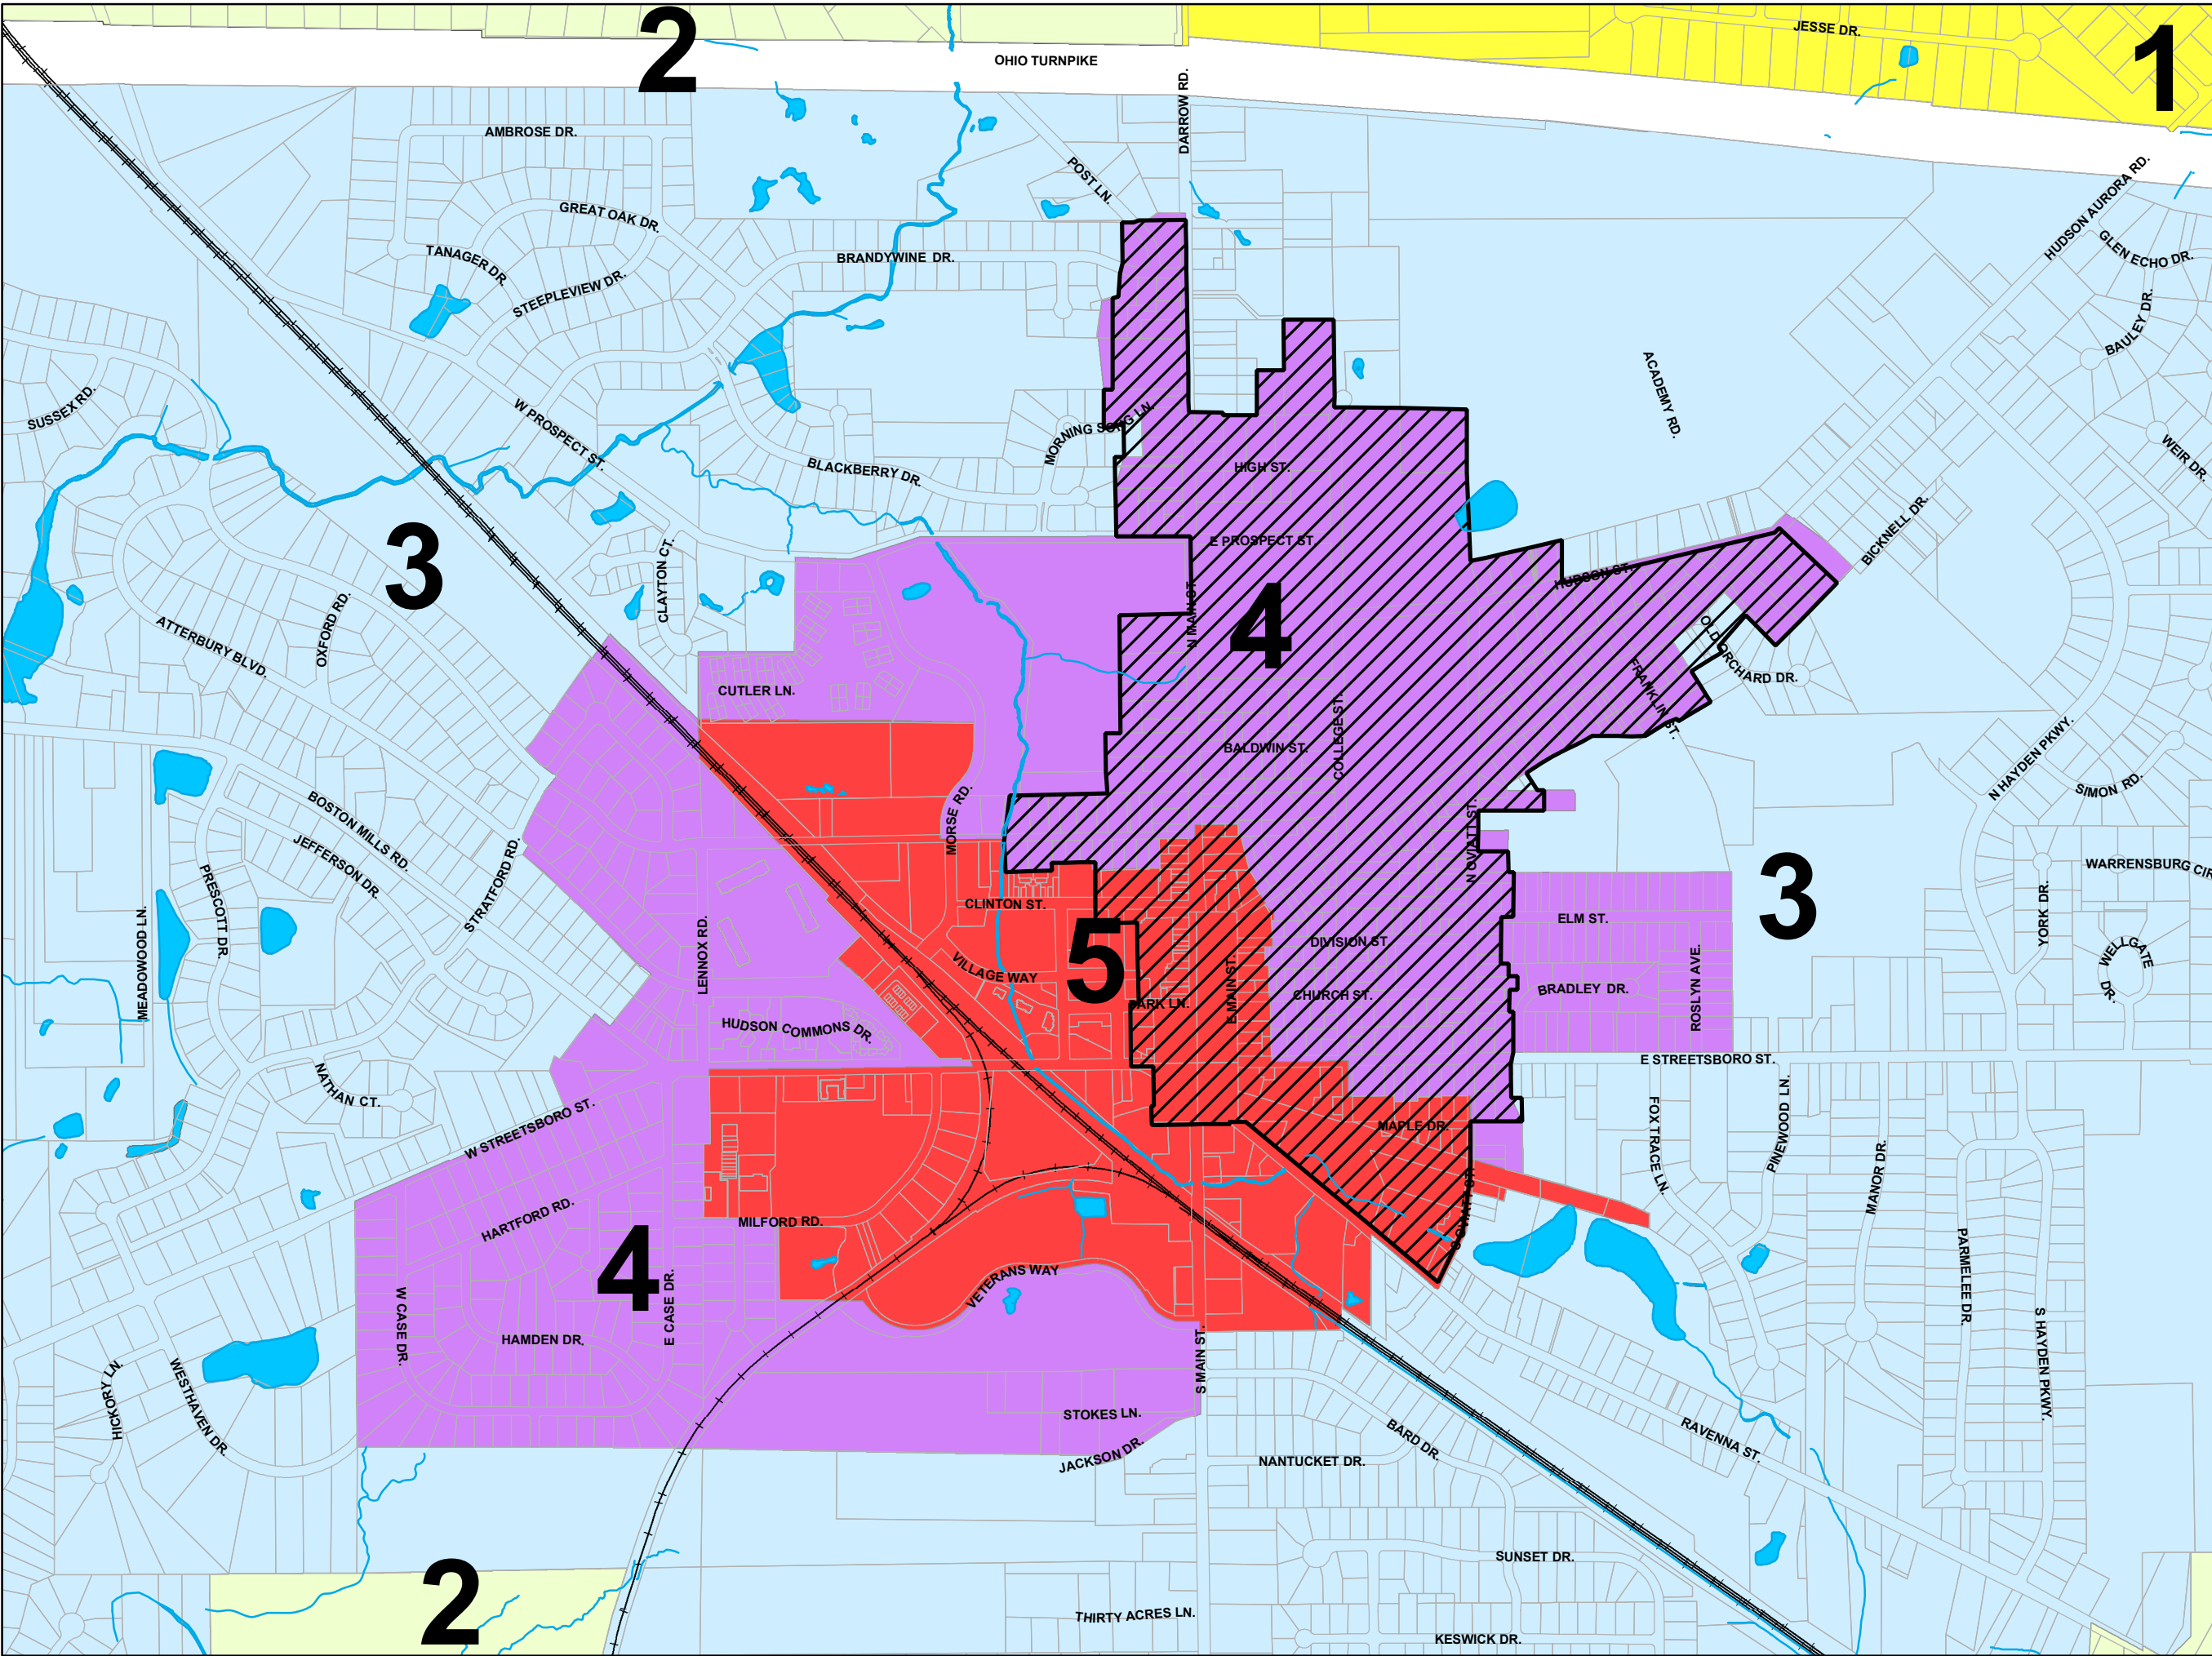 2
1
JESSE DR.
OHIO TURNPIKE
DARROW RD.
AMBROSE DR.
POST LN.
HUDSON AURORA RD.
GREAT OAK DR.
GLEN ECHO DR.
TANAGER DR
BRANDYWINE DR.
STEEPLEVIEW DR.
BAULEY DR.
ACADEMY RD.
SUSSEX RD.
W PROSPECT ST.
MORNING SONG LN.
WEIR DR.
BLACKBERRY DR.
HIGH ST.
BICKNELL DR.
3
E PROSPECT ST.
CLAYTON CT.
HUDSON ST.
N MAIN ST.
4
OXFORD RD.
ATTERBURY BLVD.
OLD ORCHARD DR.
FRANKLIN ST.
CUTLER LN.
COLLEGE ST.
BALDWIN ST.
N HAYDEN PKWY.
SIMON RD.
BOSTON MILLS RD.
MORSE RD.
N OVIATT ST.
JEFFERSON DR.
STRATFORD RD.
PRESCOTT DR.
WARRENSBURG CIR
3
CLINTON ST.
ELM ST.
YORK DR.
MEADOWOOD LN.
LENNOX RD.
5
DIVISION ST
WELLGATE
DR.
VILLAGE WAY
E MAIN ST.
BRADLEY DR.
ROSLYN AVE.
ARK LN.
CHURCH ST.
HUDSON COMMONS DR.
E STREETSBORO ST.
NATHAN CT.
W STREETSBORO ST.
MAPLE DR.
FOX TRACE LN.
PINEWOOD LN.
MANOR DR.
HARTFORD RD.
MILFORD RD.
S OVIATT ST.
4
PARMELEE DR.
VETERANS WAY
W CASE DR.
E CASE DR.
HAMDEN DR.
S MAIN ST.
S HAYDEN PKWY.
HICKORY LN.
WESTHAVEN DR.
STOKES LN.
JACKSON DR.
BARD DR.
RAVENNA ST.
NANTUCKET DR.
SUNSET DR.
2
THIRTY ACRES LN.
KESWICK DR.